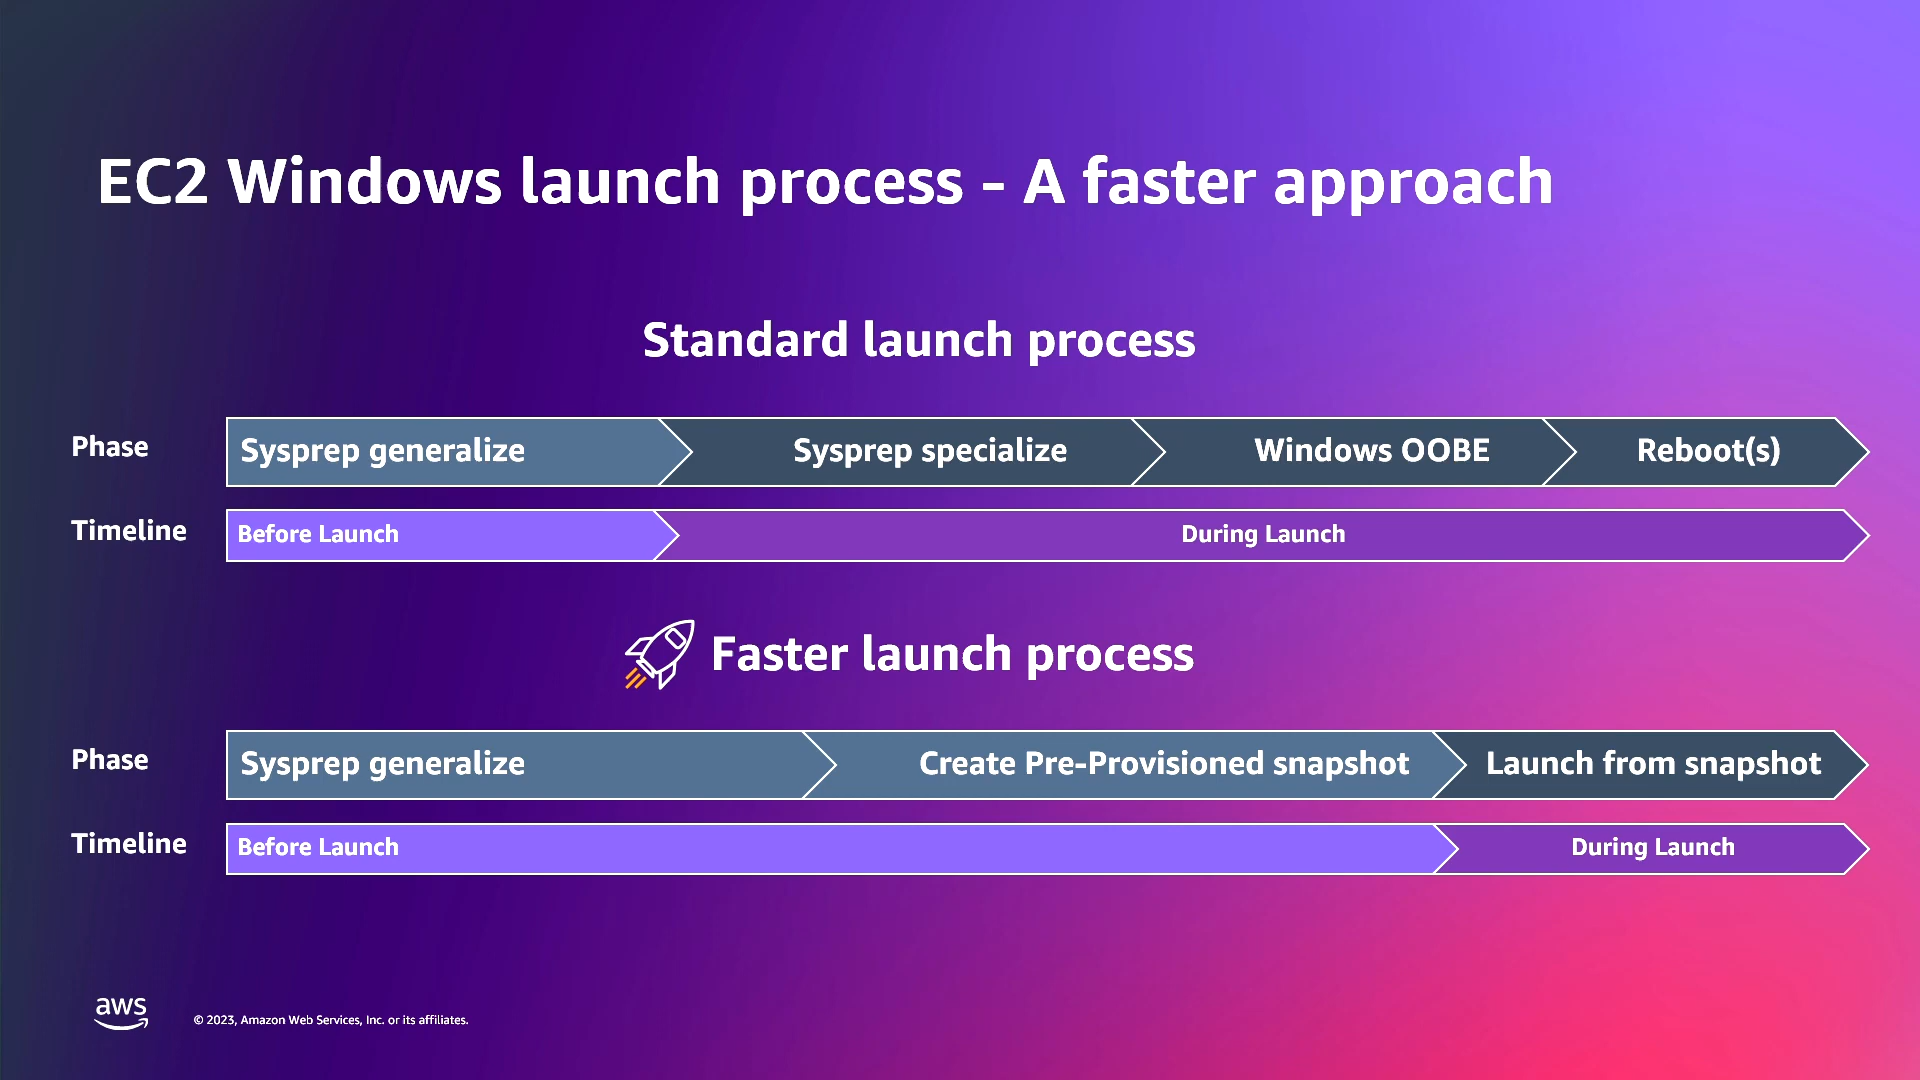 EC2 Windows launch process - A faster approach
Standard launch process
Phase
Sysprep generalize
Sysprep specialize
Windows OOBE
Reboot(s)
Timeline
Before Launch
During Launch
Faster launch process
Phase
Sysprep generalize
Create Pre-Provisioned snapshot
Launch from snapshot
Timeline
Before Launch
During Launch
aws
© 2023, Amazon Web Services, Inc. or its affiliates.